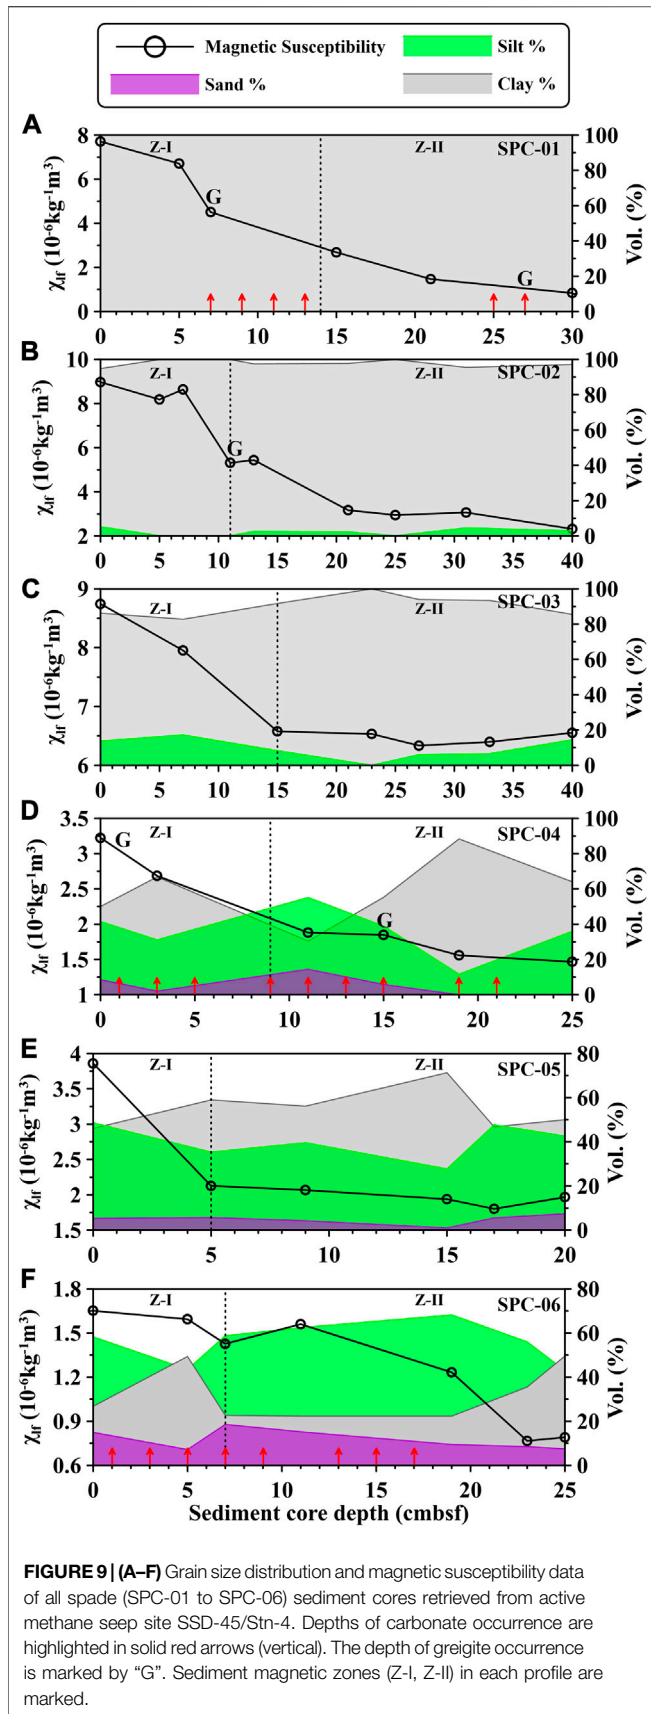 Magnetic Susceptibility Silt %
Sand % Clay %
A
8 Z-I Z-II SPC-01 100
80
6
G 60
4
40
2
G 20
0 0
0 5 10 15 20 25 30
χlf (10-6kg-1m3)
Vol. (%)
B
10 Z-I Z-II SPC-02 100
8 80
60
6
G 40
4
20
2 0
0 5 10 15 20 25 30 35 40
χlf (10-6kg-1m3)
Vol. (%)
C
9 Z-I Z-II SPC-03 100
80
8
60
40
7
20
6 0
0 5 10 15 20 25 30 35 40
χlf (10-6kg-1m3)
Vol. (%)
D
3.5 Z-I Z-II SPC-04 100
3 G 80
2.5 60
2 G 40
1.5 20
1 0
0 5 10 15 20 25
χlf (10-6kg-1m3)
Vol. (%)
E
4 Z-I Z-II SPC-05 80
3.5
60
3
40
2.5
2 20
1.5 0
0 5 10 15 20
χlf (10-6kg-1m3)
Vol. (%)
F
1.8 Z-I Z-II SPC-06 80
1.5 60
1.2 40
0.9 20
0.6 0
0 5 10 15 20 25
χlf (10-6kg-1m3)
Vol. (%)
Sediment core depth (cmbsf)
FIGURE 9 | (A–F) Grain size distribution and magnetic susceptibility data
of all spade (SPC-01 to SPC-06) sediment cores retrieved from active
methane seep site SSD-45/Stn-4. Depths of carbonate occurrence are
highlighted in solid red arrows (vertical). The depth of greigite occurrence
is marked by “G”. Sediment magnetic zones (Z-I, Z-II) in each profile are
marked.